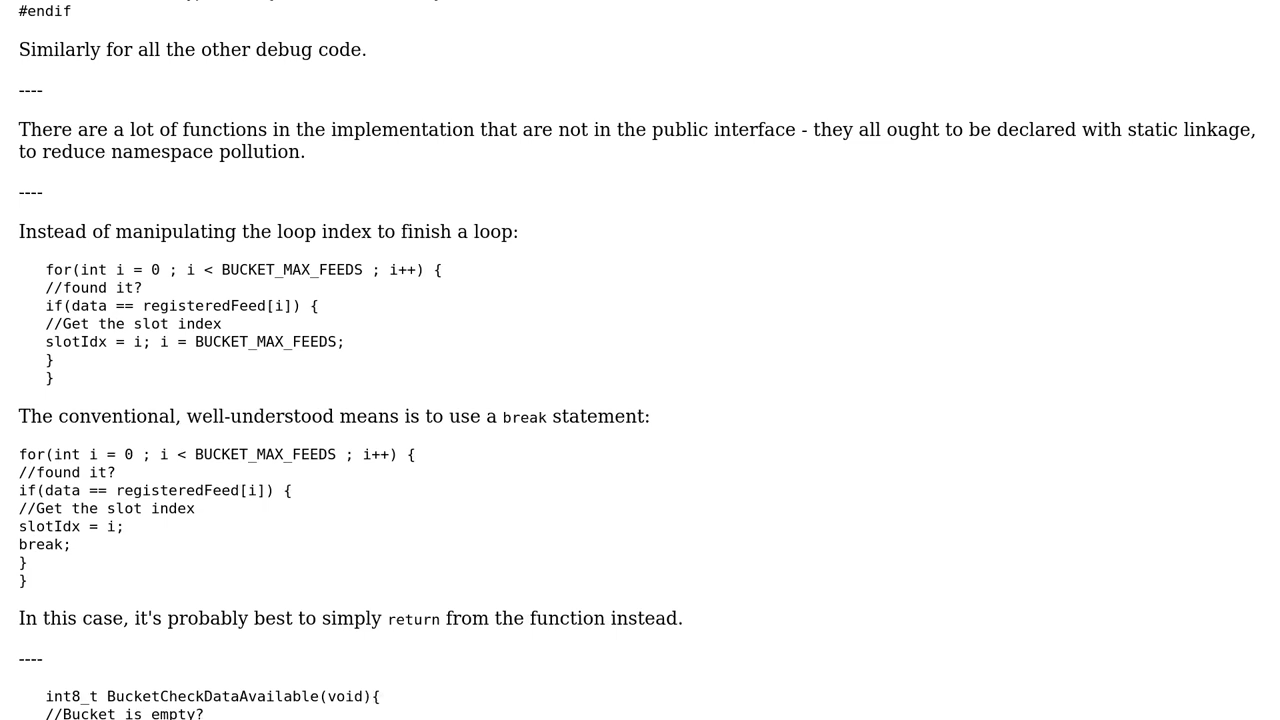 #endif
Similarly for all the other debug code.
----
There are a lot of functions in the implementation that are not in the public interface - they all ought to be declared with static linkage,
to reduce namespace pollution.
----
Instead of manipulating the loop index to finish a loop:
for(int i = 0 ; i < BUCKET_MAX_FEEDS ; i++) {
//found it?
if(data == registeredFeed[i]) {
//Get the slot index
slotIdx = i; i = BUCKET_MAX_FEEDS;
}
}
The conventional, well-understood means is to use a break statement:
for(int i = 0 ; i < BUCKET_MAX_FEEDS ; i++) {
//found it?
if(data == registeredFeed[i]) {
//Get the slot index
slotIdx = i;
break;
}
}
In this case, it's probably best to simply return from the function instead.
----
int8_t BucketCheckDataAvailable(void){
//Bucket is empty?